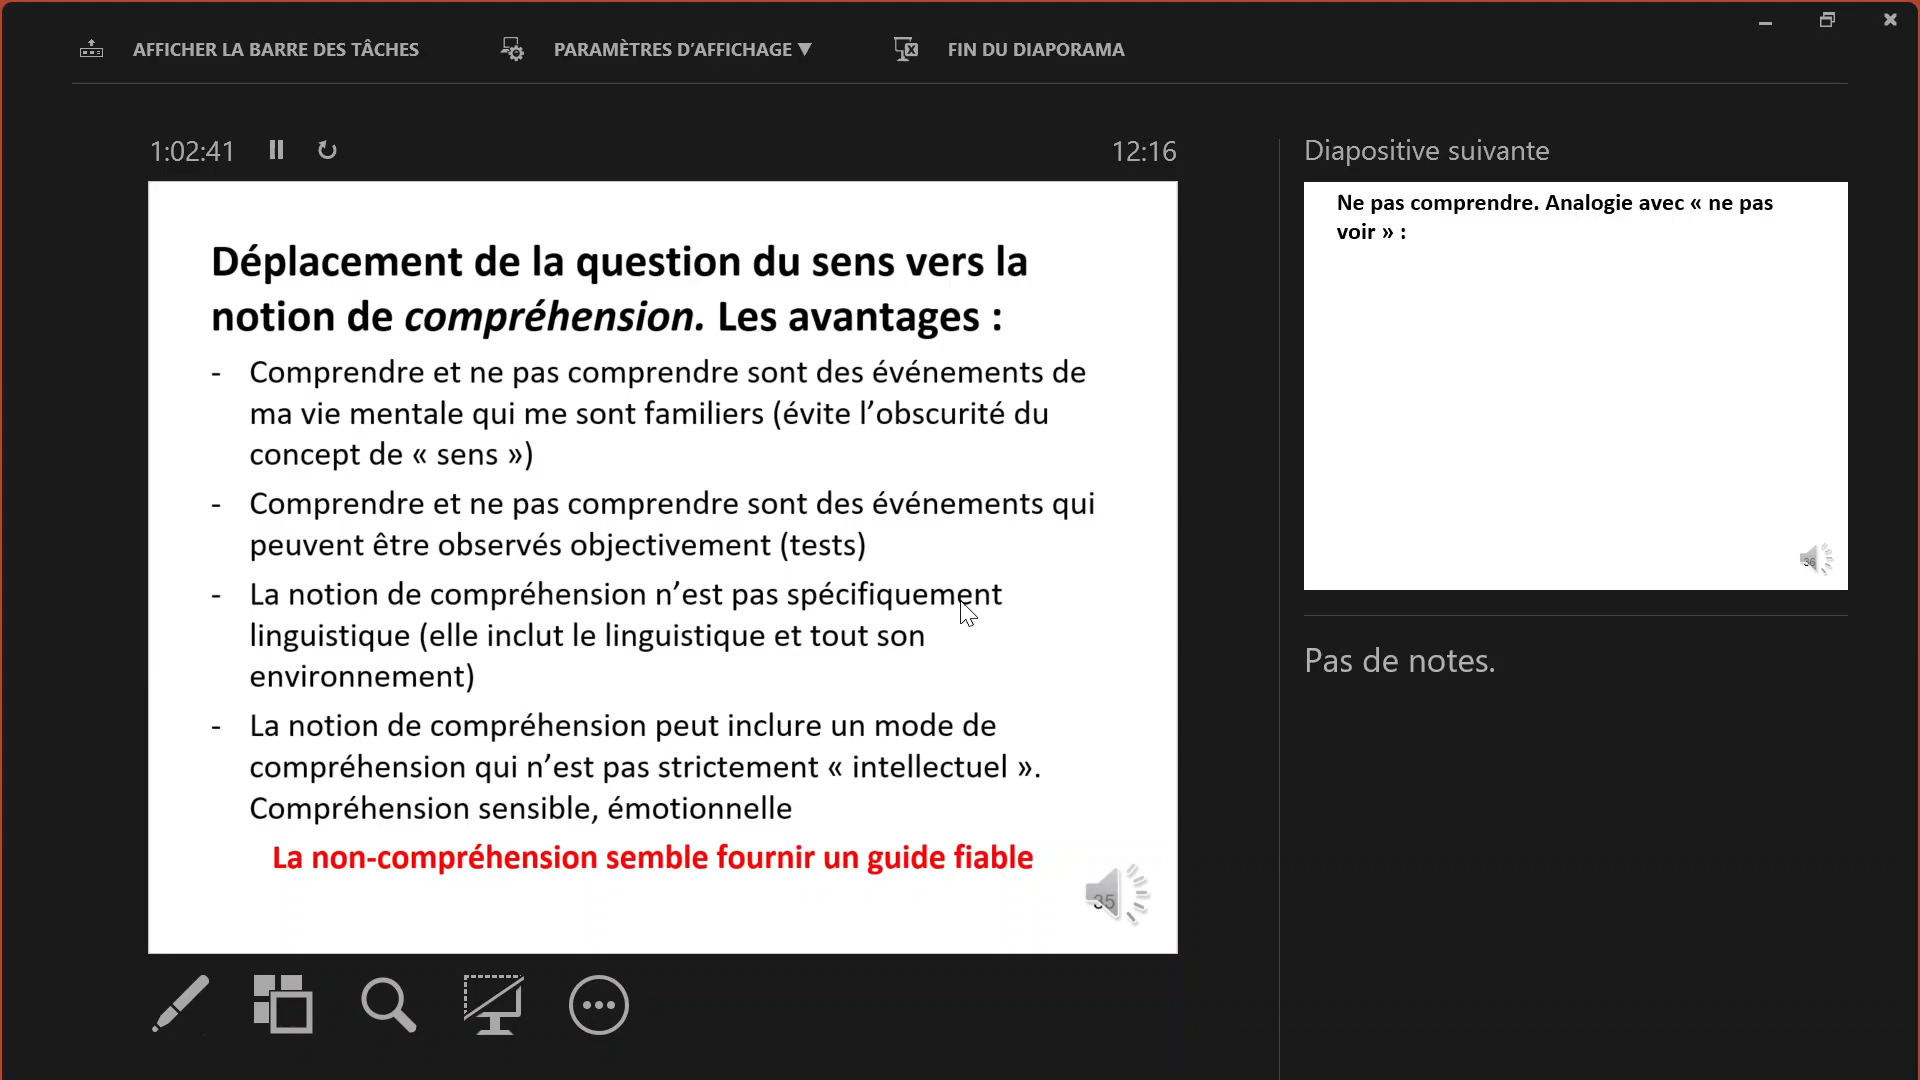 AFFICHER LA BARRE DES TÂCHES
PARAMÈTRES D'AFFICHAGE ▼
FIN DU DIAPORAMA
1:02:41
12:16
Déplacement de la question du sens vers la
notion de compréhension. Les avantages :
- Comprendre et ne pas comprendre sont des événements de
ma vie mentale qui me sont familiers (évite l’obscurité du
concept de « sens »)
- Comprendre et ne pas comprendre sont des événements qui
peuvent être observés objectivement (tests)
- La notion de compréhension n’est pas spécifiquement
linguistique (elle inclut le linguistique et tout son
environnement)
- La notion de compréhension peut inclure un mode de
compréhension qui n’est pas strictement « intellectuel ».
Compréhension sensible, émotionnelle
La non-compréhension semble fournir un guide fiable
35
Diapositive suivante
Ne pas comprendre. Analogie avec « ne pas
voir » :
36
Pas de notes.